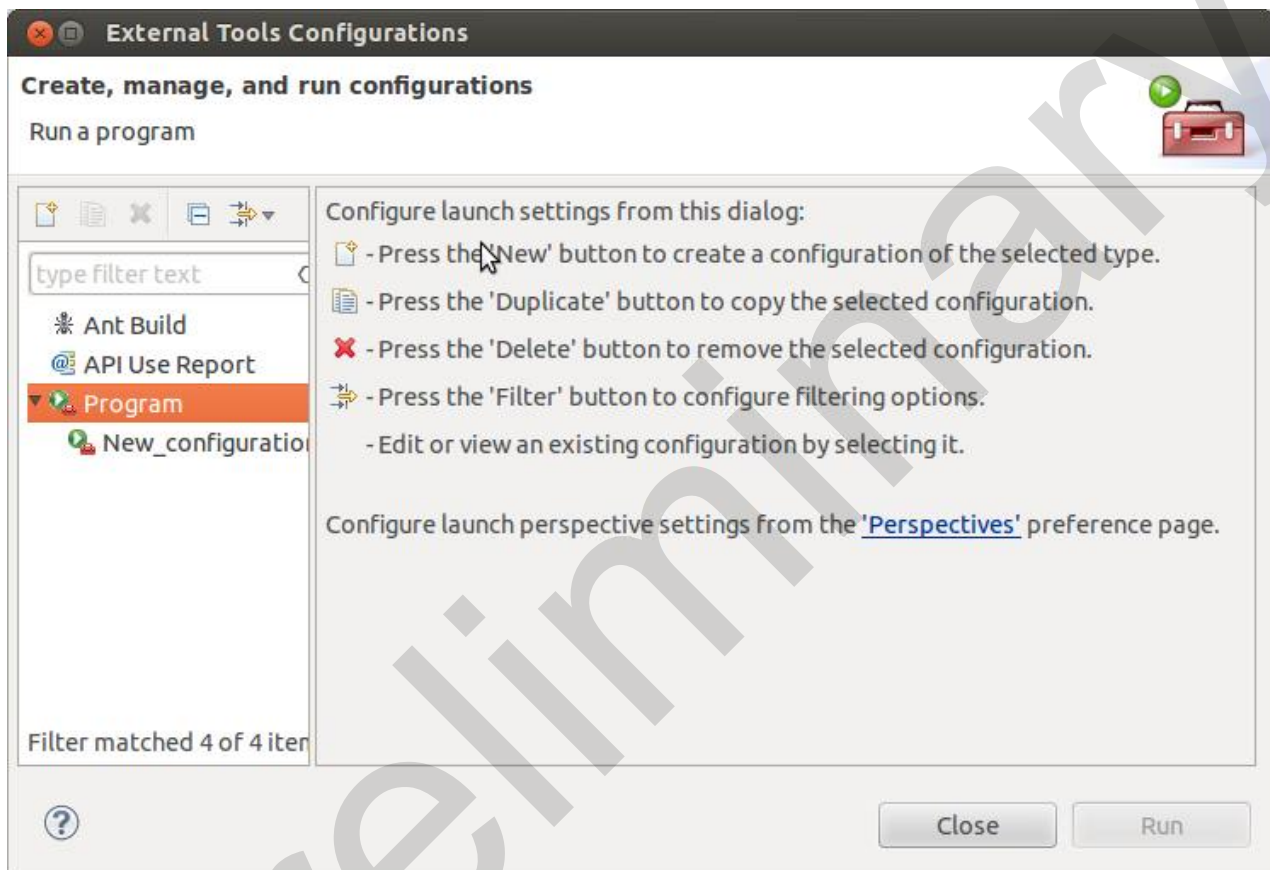 External Tools Configurations
Create, manage, and run configurations
Run a program
type filter text
Ant Build
API Use Report
Program
New_configuratio
Filter matched 4 of 4 iten
Configure launch settings from this dialog:
- Press the 'New' button to create a configuration of the selected type.
- Press the 'Duplicate' button to copy the selected configuration.
- Press the 'Delete' button to remove the selected configuration.
- Press the 'Filter' button to configure filtering options.
- Edit or view an existing configuration by selecting it.
Configure launch perspective settings from the 'Perspectives' preference page.
Close
Run
eliminary